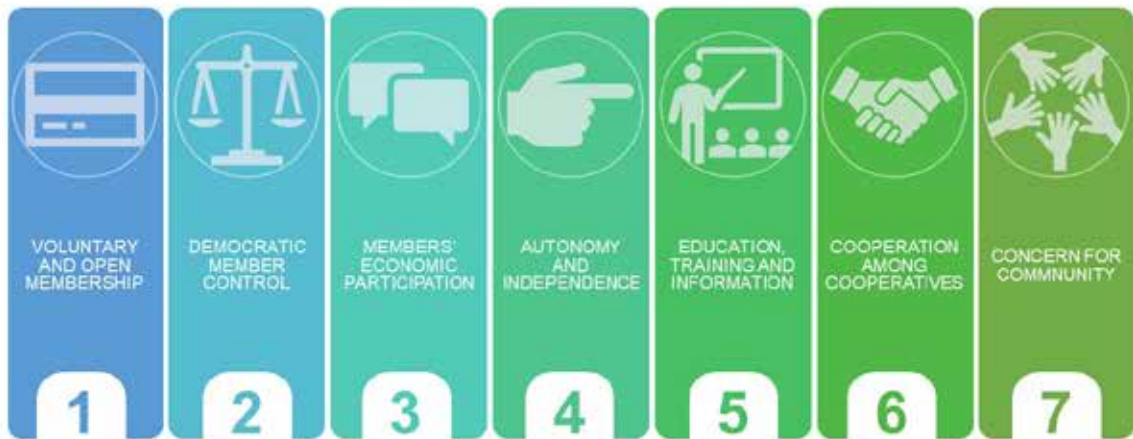 VOLUNTARY
AND OPEN
MEMBERSHIP
1
DEMOCRATIC
MEMBER
CONTROL
2
MEMBERS'
ECONOMIC
PARTICIPATION
3
AUTONOMY
AND
INDEPENDENCE
4
EDUCATION,
TRAINING AND
INFORMATION
5
COOPERATION
AMONG
COOPERATIVES
6
CONCERN FOR
COMMNUNITY
7